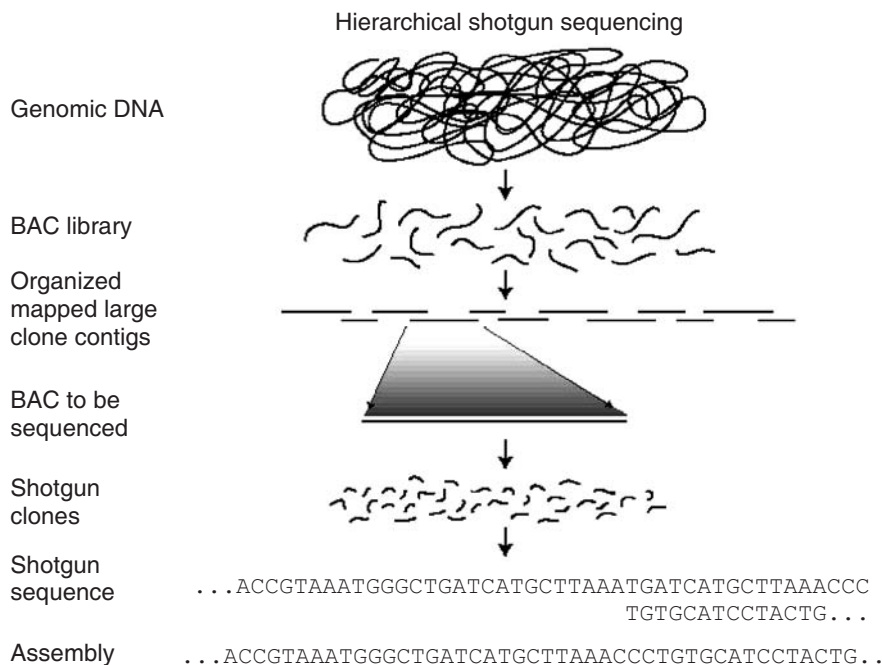 Hierarchical shotgun sequencing
Genomic DNA
BAC library
Organized
mapped large
clone contigs
BAC to be
sequenced
Shotgun
clones
Shotgun
sequence
...ACCGTAAATGGGCTGATCATGCTTAAATGATCATGCTTAAACCC
TGTGCATCCTACTG...
Assembly
...ACCGTAAATGGGCTGATCATGCTTAAACCCTGTGCATCCTACTG..